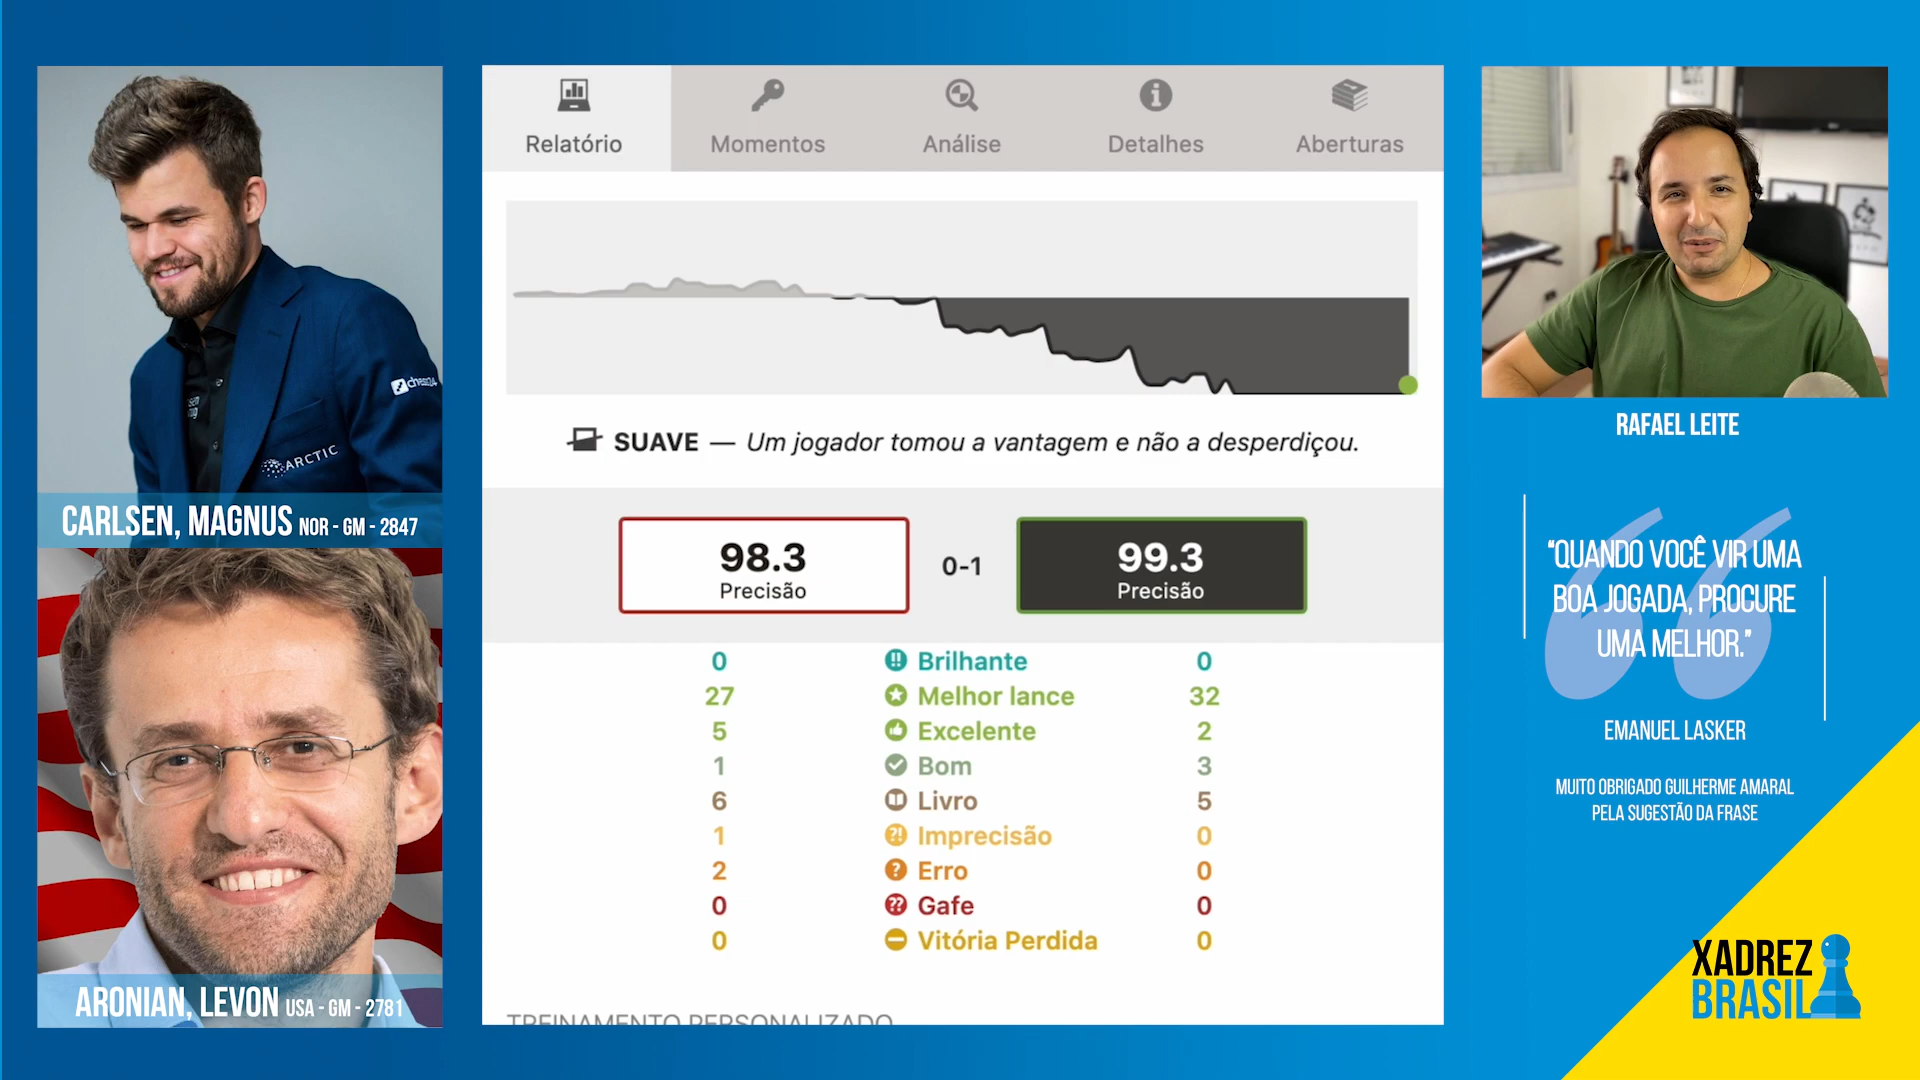 chess24
ARCTIC
CARLSEN, MAGNUS NOR - GM - 2847
ARONIAN, LEVON USA - GM - 2781
Relatório
Momentos
Análise
Detalhes
Aberturas
SUAVE — Um jogador tomou a vantagem e não a desperdiçou.
98.3
Precisão
0-1
99.3
Precisão
0 Brilhante 0
27 Melhor lance 32
5 Excelente 2
1 Bom 3
6 Livro 5
1 Imprecisão 0
2 Erro 0
0 Gafe 0
0 Vitória Perdida 0
TREINAMENTO PERSONALIZADO
RAFAEL LEITE
“QUANDO VOCÊ VIR UMA
BOA JOGADA, PROCURE
UMA MELHOR.”
EMANUEL LASKER
MUITO OBRIGADO GUILHERME AMARAL
PELA SUGESTÃO DA FRASE
XADREZ
BRASIL